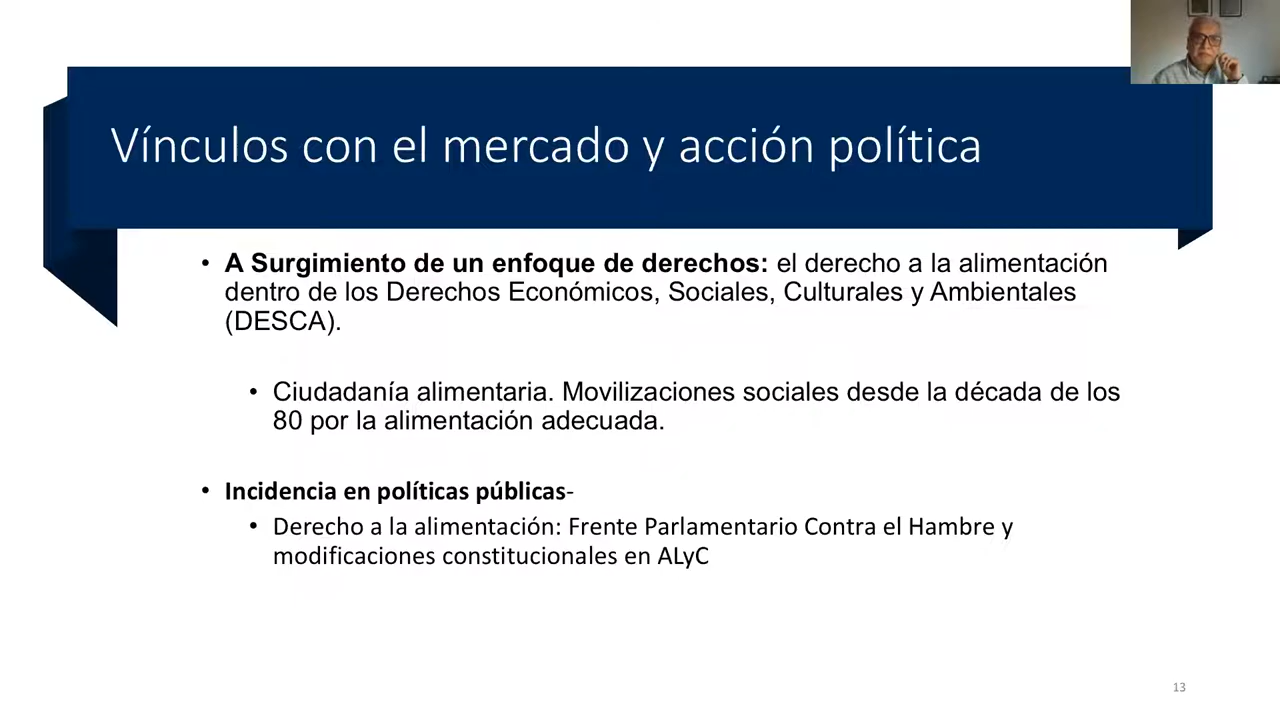 Vínculos con el mercado y acción política
• A Surgimiento de un enfoque de derechos: el derecho a la alimentación
dentro de los Derechos Económicos, Sociales, Culturales y Ambientales
(DESCA).
• Ciudadanía alimentaria. Movilizaciones sociales desde la década de los
80 por la alimentación adecuada.
• Incidencia en políticas públicas-
• Derecho a la alimentación: Frente Parlamentario Contra el Hambre y
modificaciones constitucionales en ALyC
13